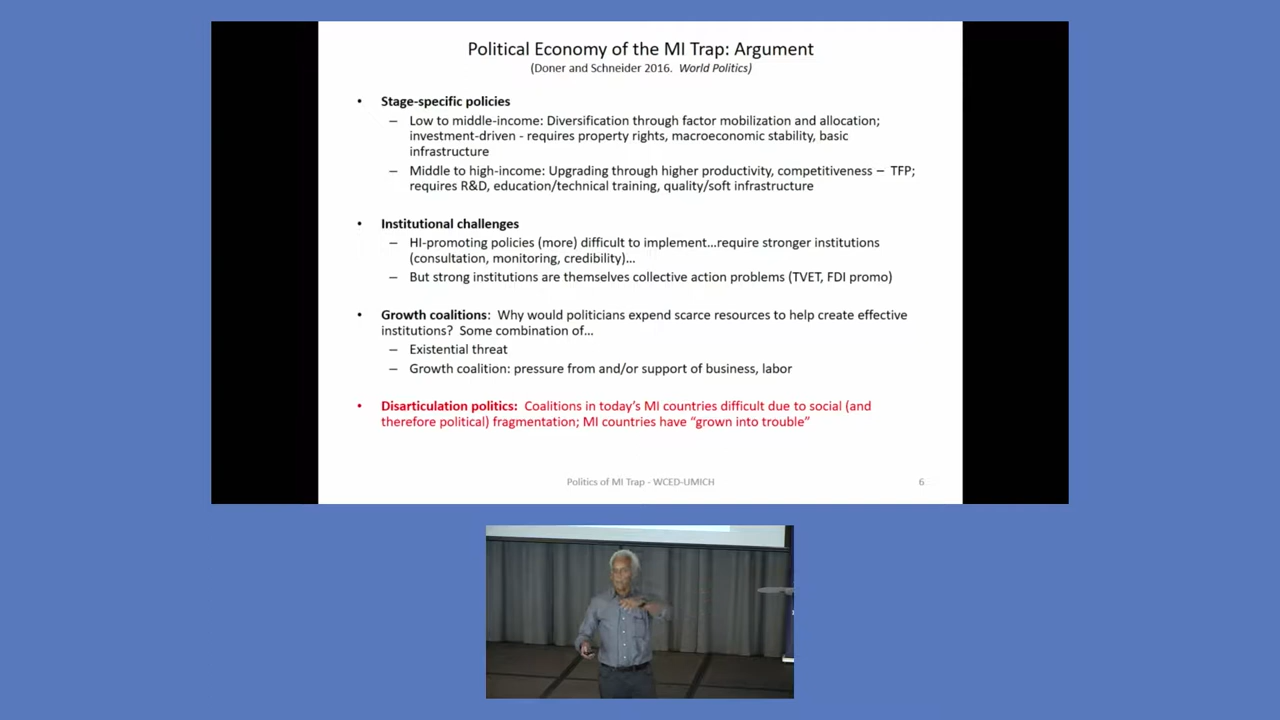 Political Economy of the MI Trap: Argument
(Doner and Schneider 2016. World Politics)
• Stage-specific policies
– Low to middle-income: Diversification through factor mobilization and allocation;
investment-driven - requires property rights, macroeconomic stability, basic
infrastructure
– Middle to high-income: Upgrading through higher productivity, competitiveness – TFP;
requires R&D, education/technical training, quality/soft infrastructure
• Institutional challenges
– HI-promoting policies (more) difficult to implement…require stronger institutions
(consultation, monitoring, credibility)…
– But strong institutions are themselves collective action problems (TVET, FDI promo)
• Growth coalitions: Why would politicians expend scarce resources to help create effective
institutions? Some combination of…
– Existential threat
– Growth coalition: pressure from and/or support of business, labor
• Disarticulation politics: Coalitions in today’s MI countries difficult due to social (and
therefore political) fragmentation; MI countries have “grown into trouble”
Politics of MI Trap - WCED-UMICH 6